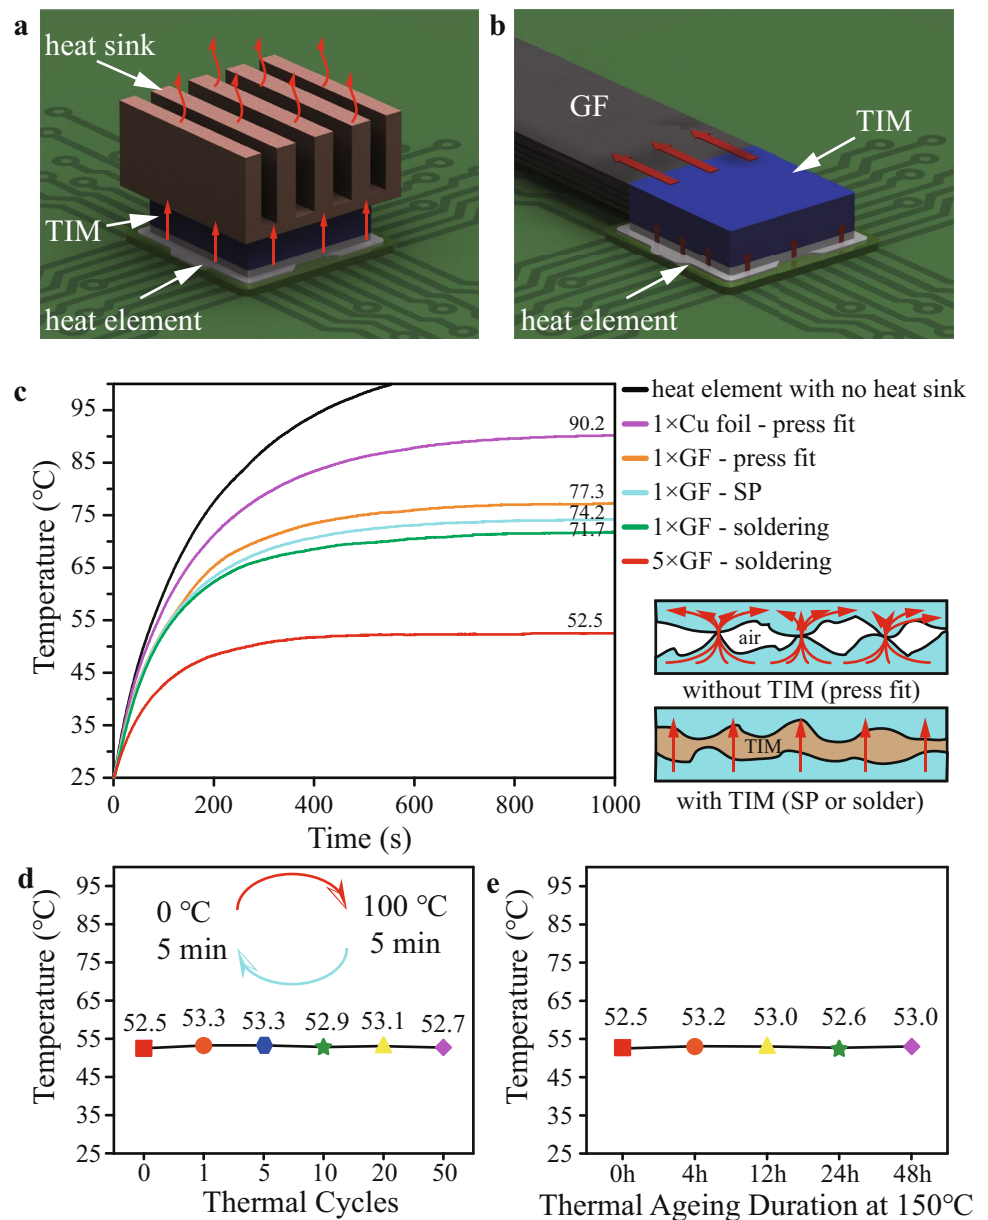 a
heat sink
TIM
heat element
b
GF
TIM
heat element
c
Temperature (°C)
95
85
75
65
55
45
35
25
0
200
400
600
800
1000
Time (s)
90.2
77.3
74.2
71.7
52.5
heat element with no heat sink
1×Cu foil - press fit
1×GF - press fit
1×GF - SP
1×GF - soldering
5×GF - soldering
air
without TIM (press fit)
TIM
with TIM (SP or solder)
d
Temperature (°C)
95
85
75
65
55
45
35
25
0 °C
5 min
100 °C
5 min
52.5
53.3
53.3
52.9
53.1
52.7
0
1
5
10
20
50
Thermal Cycles
e
Temperature (°C)
95
85
75
65
55
45
35
25
52.5
53.2
53.0
52.6
53.0
0h
4h
12h
24h
48h
Thermal Ageing Duration at 150°C